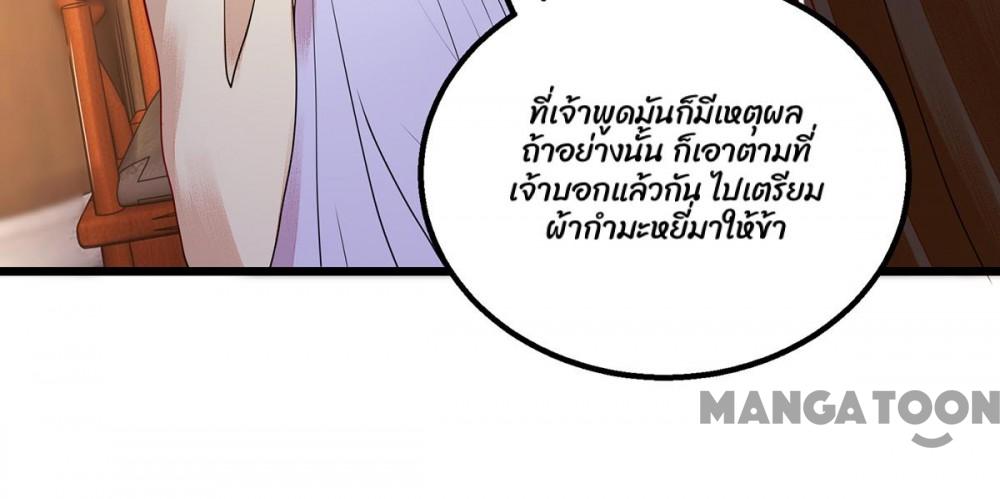 ที่เจ้าพูดมันก็มีเหตุผล
ถ้าอย่างนั้น ก็เอาตามที่
เจ้าบอกแล้วกัน ไปเตรียม
ผ้ากำมะหยี่มาให้ข้า
MANGATOON